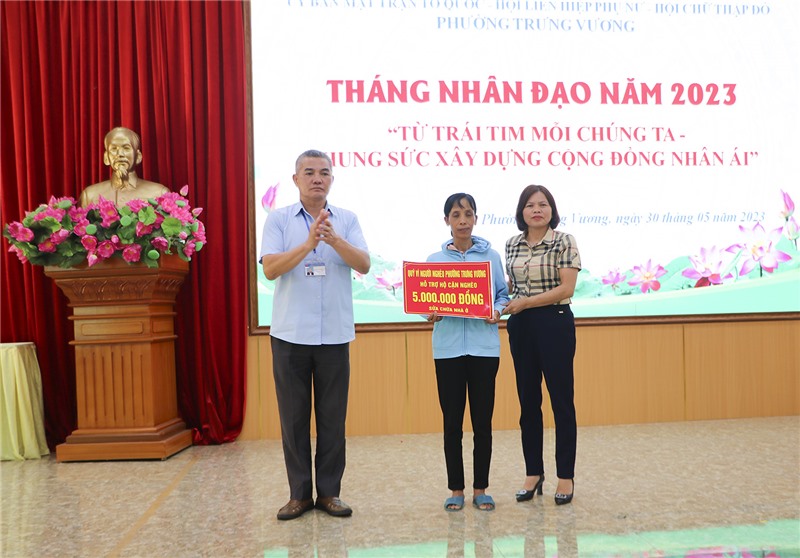 ỦY BAN MẶT TRẬN TỔ QUỐC - HỘI LIÊN HIỆP PHỤ NỮ - HỘI CHỮ THẬP ĐỎ
PHƯỜNG TRƯNG VƯƠNG
THÁNG NHÂN ĐẠO NĂM 2023
“TỪ TRÁI TIM MỖI CHÚNG TA -
HUNG SỨC XÂY DỰNG CỘNG ĐỒNG NHÂN ÁI”
Vương, ngày 30 tháng 05 năm 2023
QUỸ VÌ NGƯỜI NGHÈO PHƯỜNG TRƯNG VƯƠNG
HỖ TRỢ HỘ CẬN NGHÈO
5.000.000 ĐỒNG
SỬA CHỮA NHÀ Ở